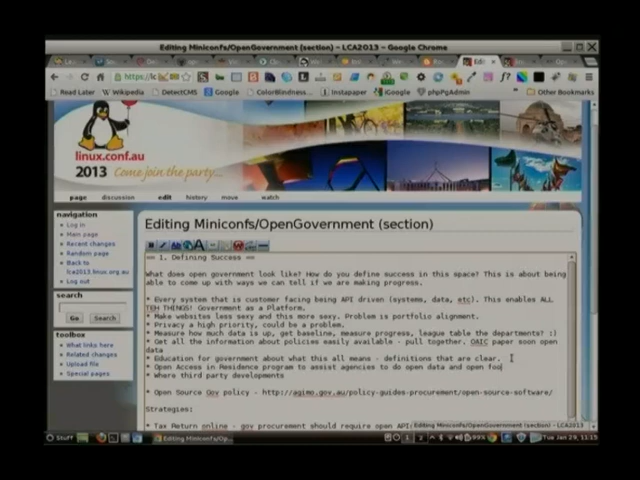 Editing Miniconfs/OpenGovernment (section) - LCA2013 - Google Chrome
https://lc
Read Later DetectCMS Google ColorBlindness... Instapaper iGoogle phpPgAdmin Other Bookmarks
linux.conf.au
2013 Come join the party...
page discussion edit history move watch
navigation
Log in
Main page
Recent changes
Random page
Back to
lca2013.linux.org.au
Log out
search
Go Search
toolbox
What links here
Related changes
Upload file
Special pages
Editing Miniconfs/OpenGovernment (section)
== 1. Defining Success ==
What does open government look like? How do you define success in this space? This is about being
able to come up with ways we can tell if we are making progress.
* Every system that is customer facing being API driven (systems, data, etc). This enables ALL
TEH THINGS! Government as a Platform.
* Make websites less sexy and this more sexy. Problem is portfolio alignment.
* Privacy a high priority, could be a problem.
* Measure how much data is up, get baseline, measure progress, league table the departments? :)
* Get all the information about policies easily available - pull together. OAIC paper soon open
data
* Education for government about what this all means - definitions that are clear.
* Open Access in Residence program to assist agencies to do open data and open foo
* Where third party developments
* Open Source Gov policy - http://agimo.gov.au/policy-guides-procurement/open-source-software/
Strategies:
* Tax Return online - gov procurement should require open API
Editing Miniconfs/OpenGovernment (section) - LCA2013
Stuff
Editing Miniconfs/Op...
99%
Tue Jan 29, 11:15